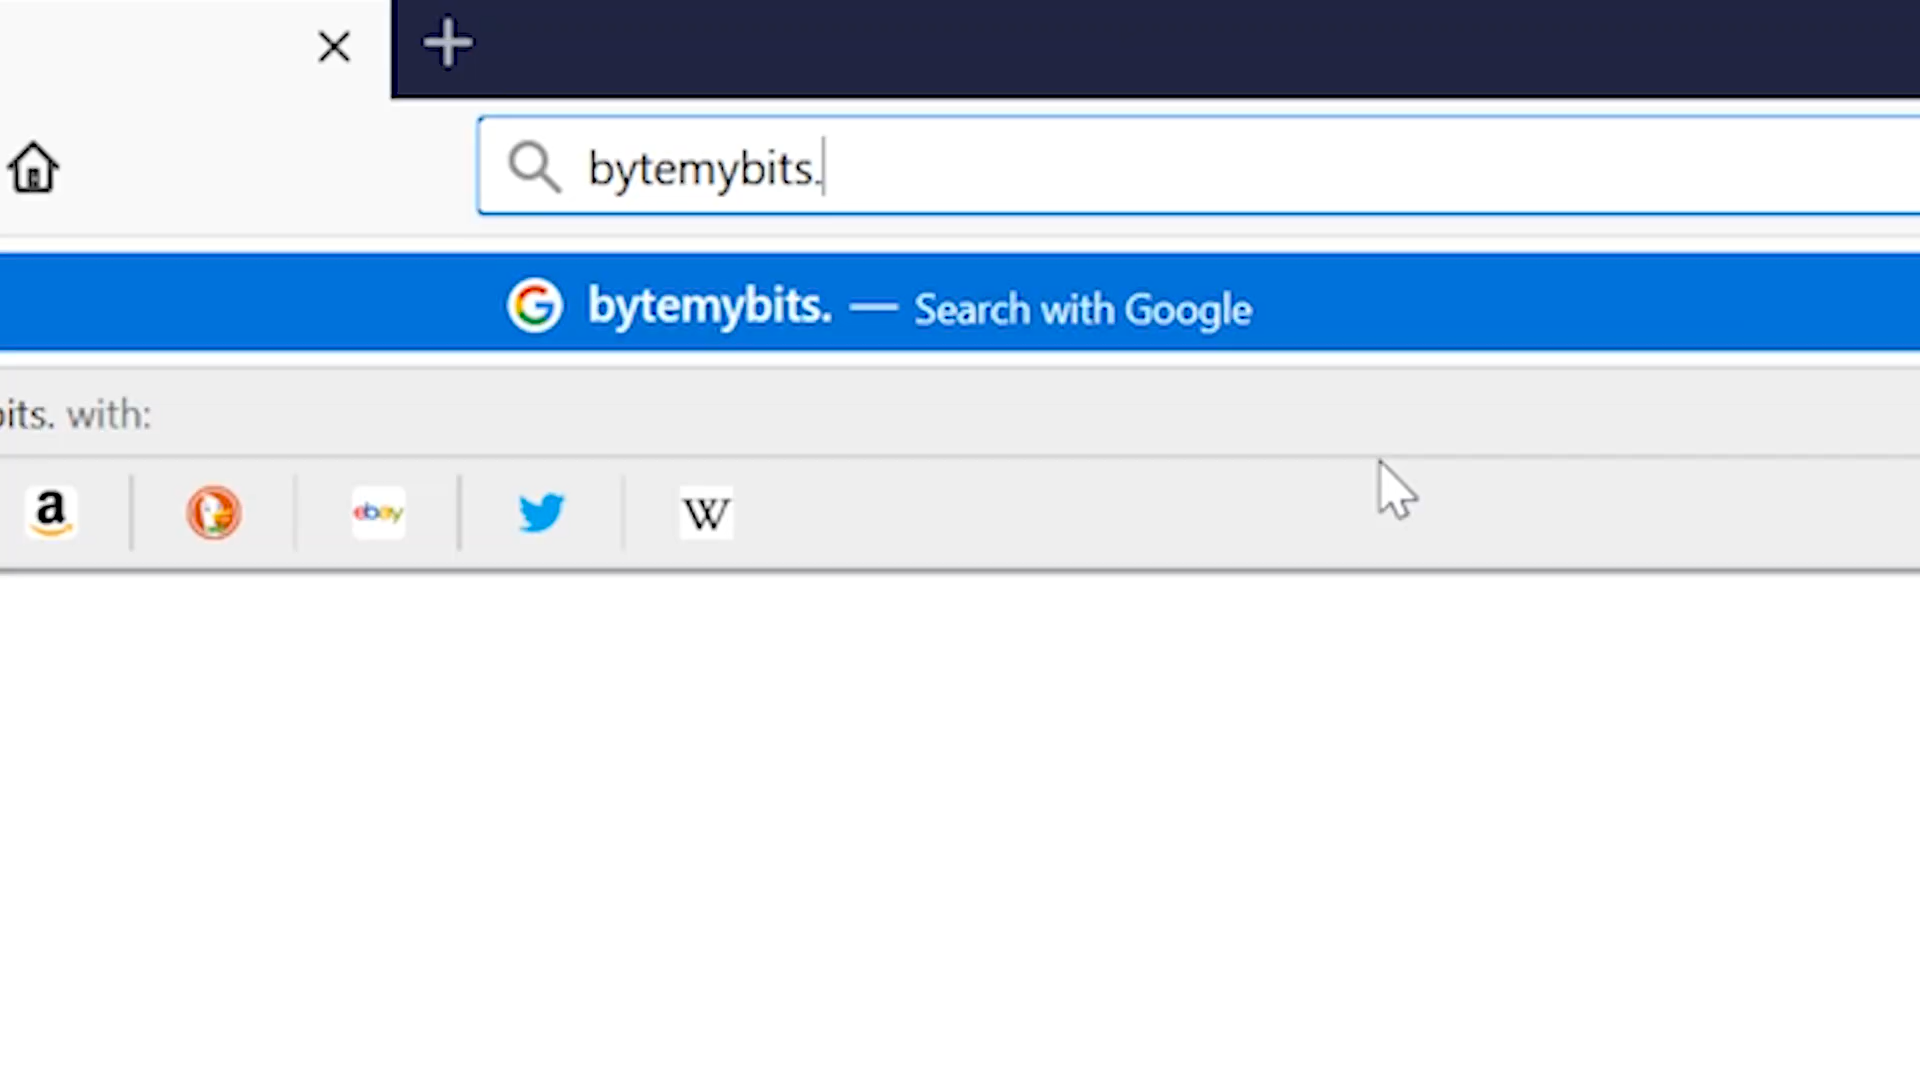 bytemybits.
bytemybits. — Search with Google
its. with:
a
ebay
W